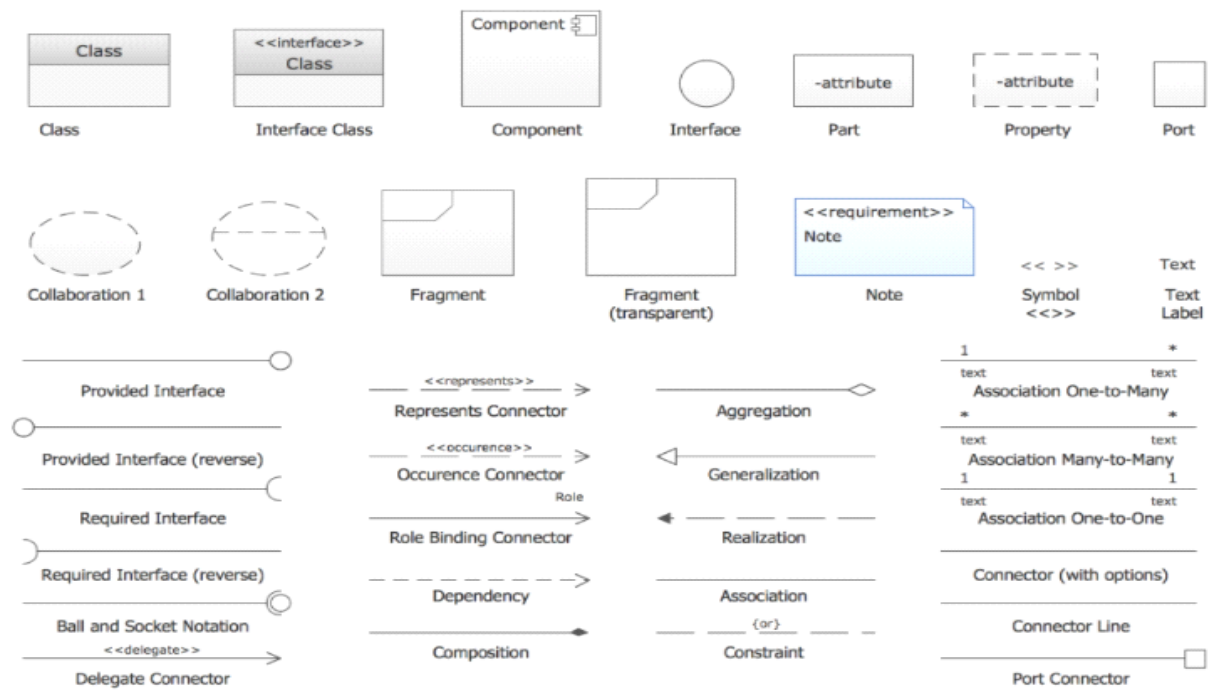 Class
<<interface>>
Class
Component
-attribute
-attribute
Class
Interface Class
Component
Interface
Part
Property
Port
<<requirement>>
Note
<< >>
Text
Collaboration 1
Collaboration 2
Fragment
Fragment
(transparent)
Note
Symbol
<<>>
Text
Label
Provided Interface
Provided Interface (reverse)
Required Interface
Required Interface (reverse)
Ball and Socket Notation
<<delegate>>
Delegate Connector
<<represents>>
Represents Connector
<<occurence>>
Occurence Connector
Role
Role Binding Connector
Dependency
Composition
Aggregation
Generalization
Realization
Association
{or}
Constraint
1 *
text text
Association One-to-Many
* *
text text
Association Many-to-Many
1 1
text text
Association One-to-One
Connector (with options)
Connector Line
Port Connector